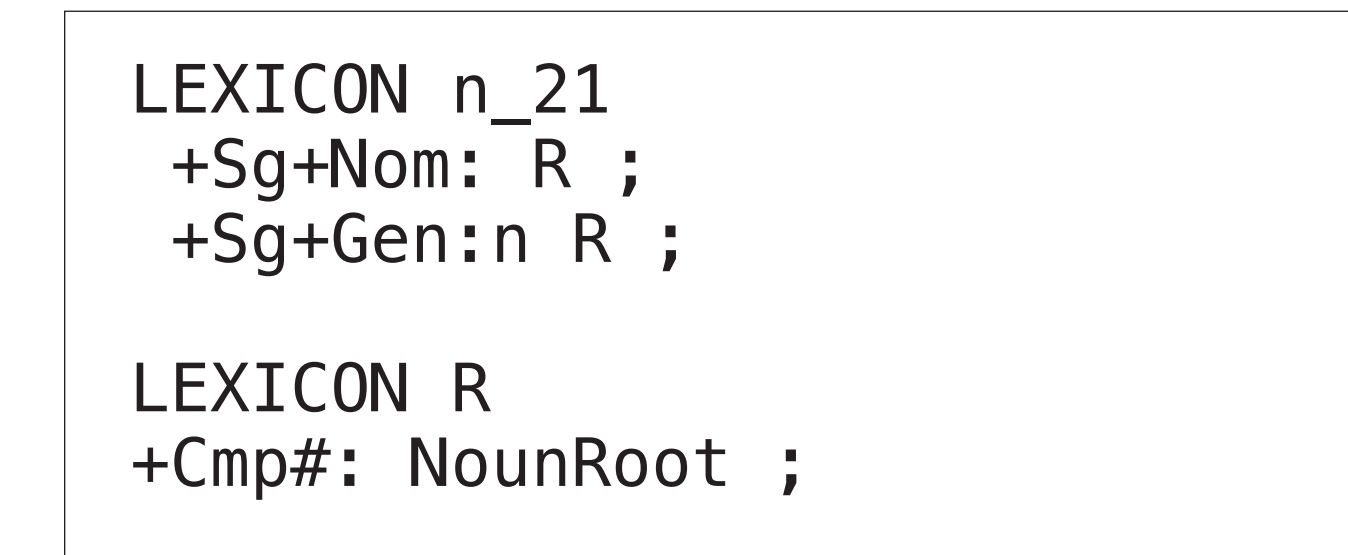 LEXICON n_21
+Sg+Nom: R ;
+Sg+Gen:n R ;
LEXICON R
+Cmp#: NounRoot ;